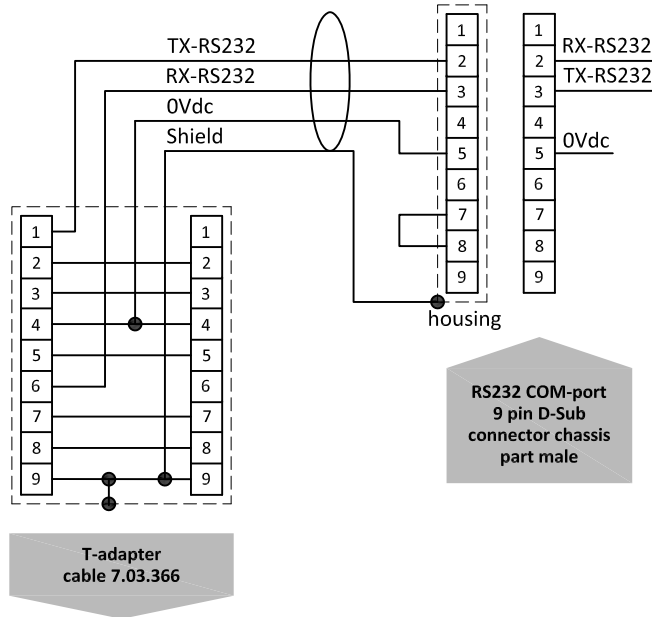 TX-RS232
RX-RS232
0Vdc
Shield
1
2
3
4
5
6
7
8
9
RX-RS232
TX-RS232
0Vdc
1
2
3
4
5
6
7
8
9
housing
1
2
3
4
5
6
7
8
9
1
2
3
4
5
6
7
8
9
RS232 COM-port
9 pin D-Sub
connector chassis
part male
T-adapter
cable 7.03.366